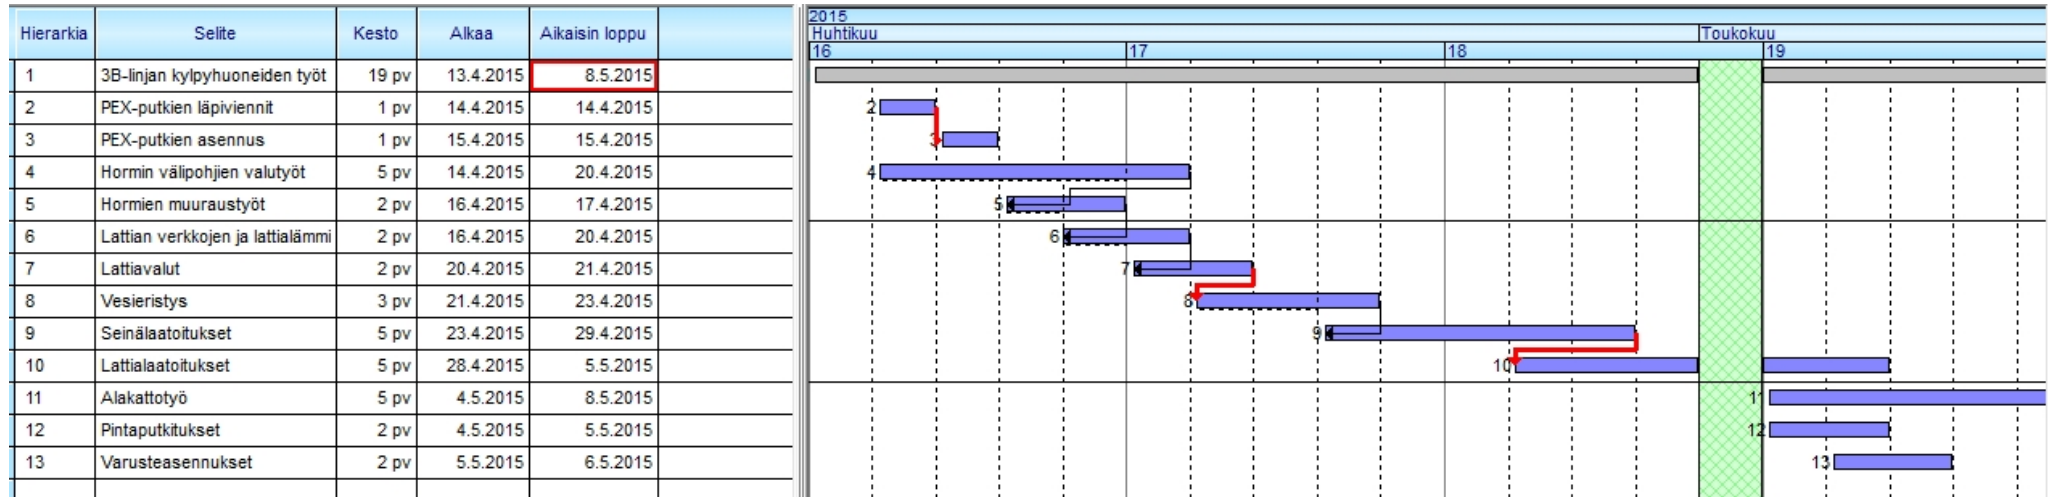 Hierarkia Selite Kesto Alkaa Aikaisin loppu
1 3B-linjan kylpyhuoneiden työt 19 pv 13.4.2015 8.5.2015
2 PEX-putkien läpiviennit 1 pv 14.4.2015 14.4.2015
3 PEX-putkien asennus 1 pv 15.4.2015 15.4.2015
4 Hormin välipohjien valutyöt 5 pv 14.4.2015 20.4.2015
5 Hormien muuraustyöt 2 pv 16.4.2015 17.4.2015
6 Lattian verkkojen ja lattialämmi 2 pv 16.4.2015 20.4.2015
7 Lattiavalut 2 pv 20.4.2015 21.4.2015
8 Vesieristys 3 pv 21.4.2015 23.4.2015
9 Seinälaatoitukset 5 pv 23.4.2015 29.4.2015
10 Lattialaatoitukset 5 pv 28.4.2015 5.5.2015
11 Alakattotyö 5 pv 4.5.2015 8.5.2015
12 Pintaputkitukset 2 pv 4.5.2015 5.5.2015
13 Varusteasennukset 2 pv 5.5.2015 6.5.2015
2015
Huhtikuu Toukokuu
16 17 18 19
2
3
4
5
6
7
8
9
10
11
12
13